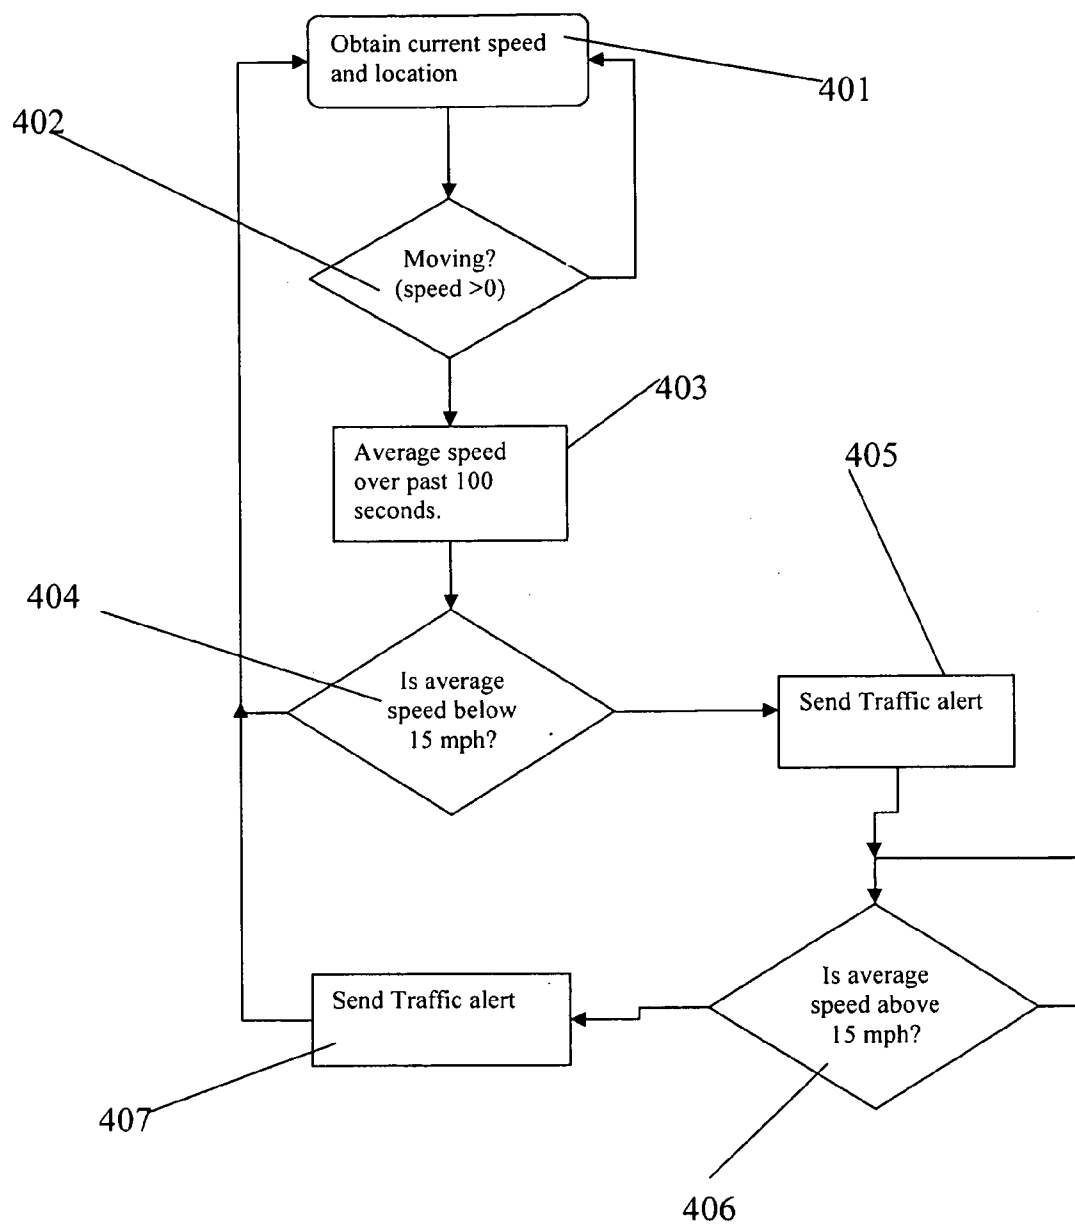 Obtain current speed
and location
401
402
Moving?
(speed >0)
403
Average speed
over past 100
seconds.
405
404
Is average
speed below
15 mph?
Send Traffic alert
Is average
speed above
15 mph?
Send Traffic alert
407
406